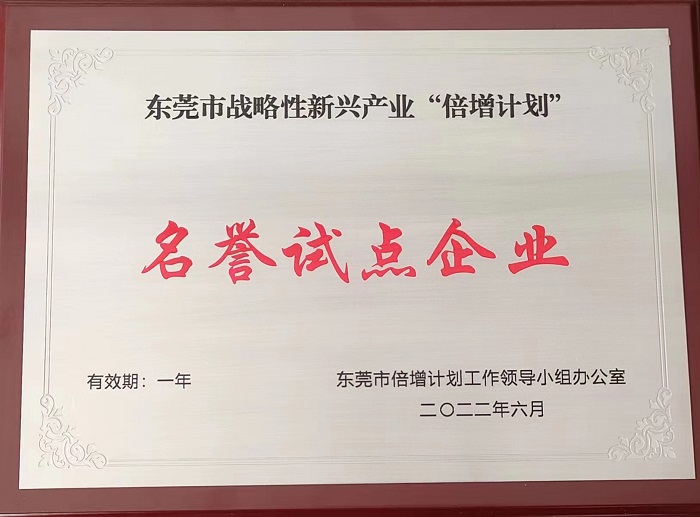 东莞市战略性新兴产业“倍增计划”
名誉试点企业
有效期：一年
东莞市倍增计划工作领导小组办公室
二〇二二年六月